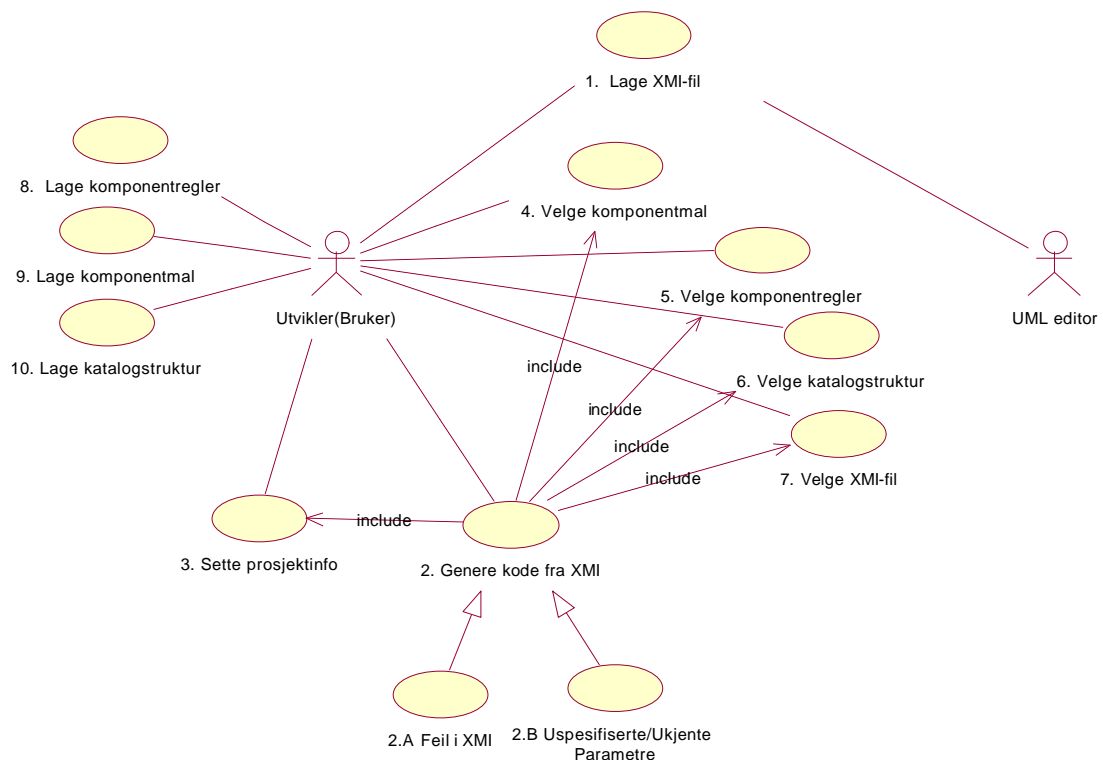 1. Lage XMI-fil
8. Lage komponentregler
4. Velge komponentmal
9. Lage komponentmal
5. Velge komponentregler
Utvikler(Bruker)
UML editor
10. Lage katalogstruktur
include
6. Velge katalogstruktur
include
include
include
7. Velge XMI-fil
include
3. Sette prosjektinfo
2. Genere kode fra XMI
2.A Feil i XMI
2.B Uspesifiserte/Ukjente
Parametre